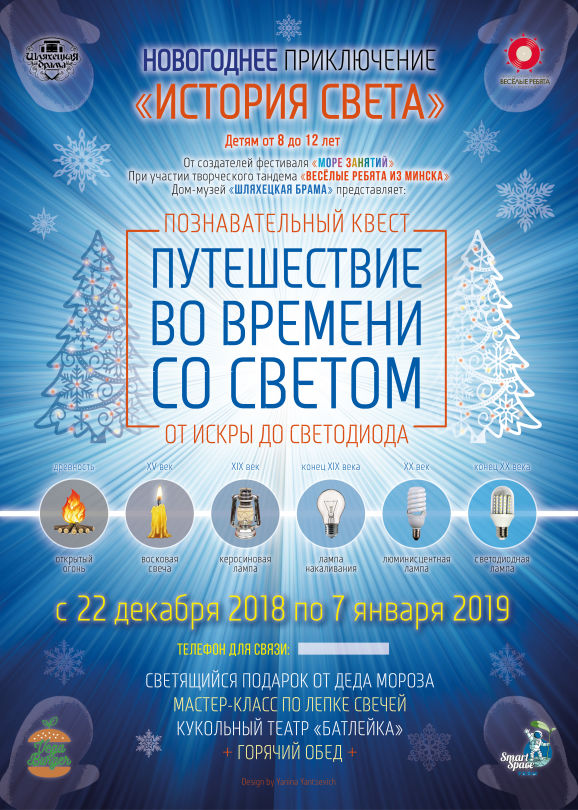 Шляхецкая
брама
ВЕСЁЛЫЕ РЕБЯТА
НОВОГОДНЕЕ ПРИКЛЮЧЕНИЕ
«ИСТОРИЯ СВЕТА»
Детям от 8 до 12 лет
От создателей фестиваля «МОРЕ ЗАНЯТИЙ»
При участии творческого тандема «ВЕСЁЛЫЕ РЕБЯТА ИЗ МИНСКА»
Дом-музей «ШЛЯХЕЦКАЯ БРАМА» представляет:
ПОЗНАВАТЕЛЬНЫЙ КВЕСТ
ПУТЕШЕСТВИЕ
ВО ВРЕМЕНИ
СО СВЕТОМ
ОТ ИСКРЫ ДО СВЕТОДИОДА
древность XV век XIX век конец XIX века XX век конец XX века
открытый восковая керосиновая лампа люминисцентная светодиодная
огонь свеча лампа накаливания лампа лампа
с 22 декабря 2018 по 7 января 2019
ТЕЛЕФОН ДЛЯ СВЯЗИ:
СВЕТЯЩИЙСЯ ПОДАРОК ОТ ДЕДА МОРОЗА
МАСТЕР-КЛАСС ПО ЛЕПКЕ СВЕЧЕЙ
КУКОЛЬНЫЙ ТЕАТР «БАТЛЕЙКА»
+ ГОРЯЧИЙ ОБЕД +
Vega
Burger
Smart
Space
Design by Yanina Yantsevich